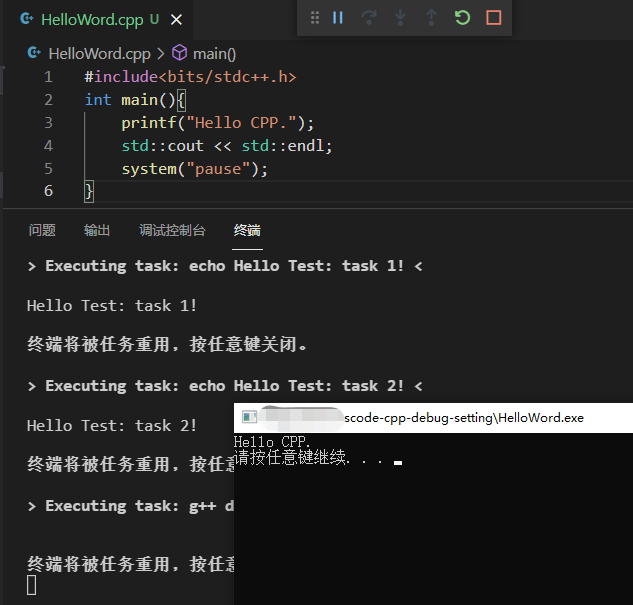 HelloWord.cpp U
HelloWord.cpp > main()
1 #include<bits/stdc++.h>
2 int main(){
3 printf("Hello CPP.");
4 std::cout << std::endl;
5 system("pause");
6 }
问题 输出 调试控制台 终端
> Executing task: echo Hello Test: task 1! <
Hello Test: task 1!
终端将被任务重用，按任意键关闭。
> Executing task: echo Hello Test: task 2! <
Hello Test: task 2!
终端将被任务重用，按任意
> Executing task: g++ d
终端将被任务重用，按任意
scode-cpp-debug-setting\HelloWord.exe
Hello CPP.
请按任意键继续. . .